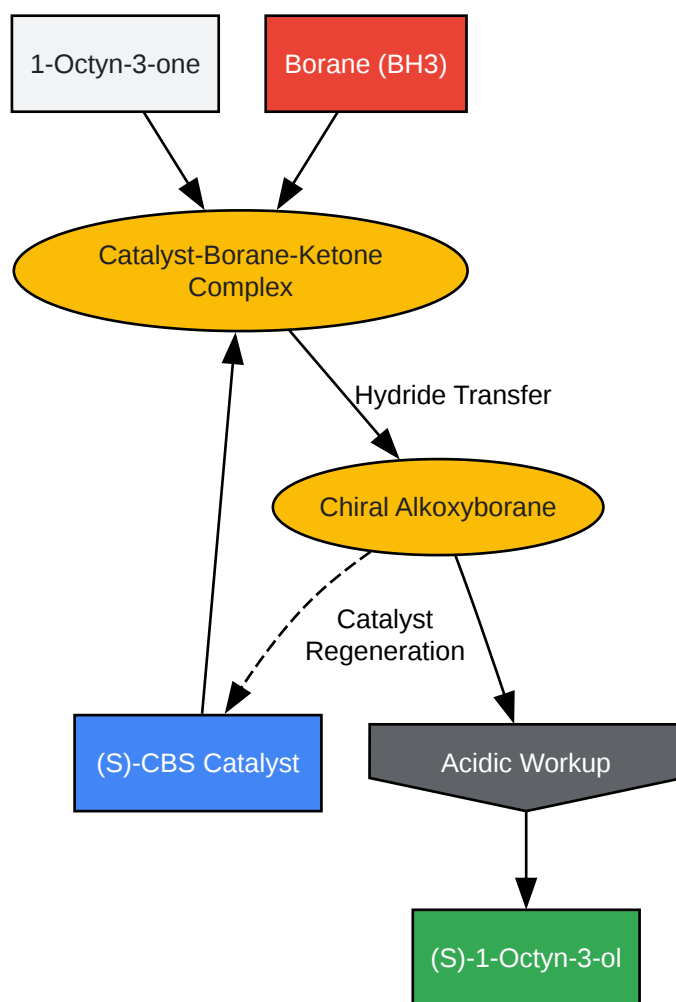 1-Octyn-3-one
Borane (BH3)
Catalyst-Borane-Ketone
Complex
Hydride Transfer
Chiral Alkoxyborane
Catalyst
Regeneration
(S)-CBS Catalyst
Acidic Workup
(S)-1-Octyn-3-ol